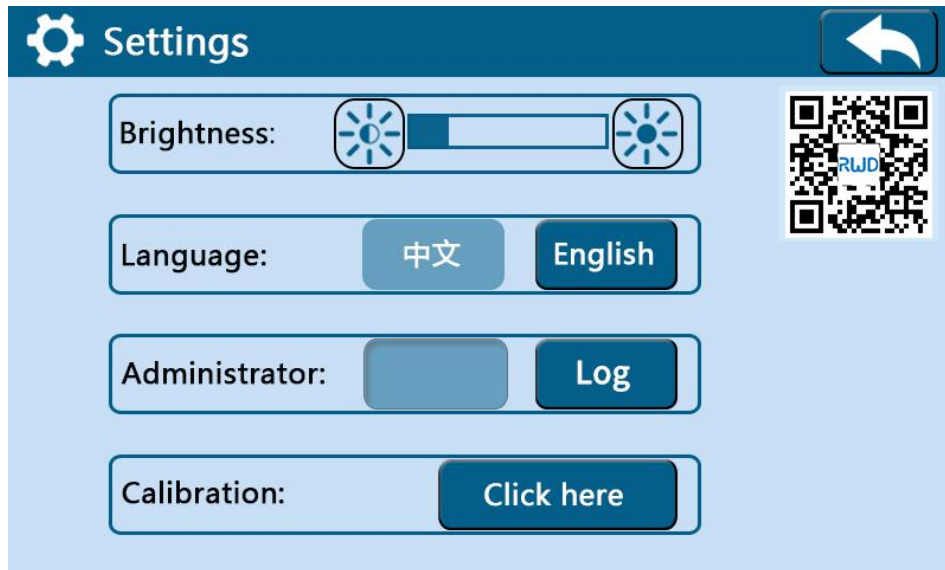 Settings
Brightness:
RWD
Language: 中文 English
Administrator: Log
Calibration: Click here